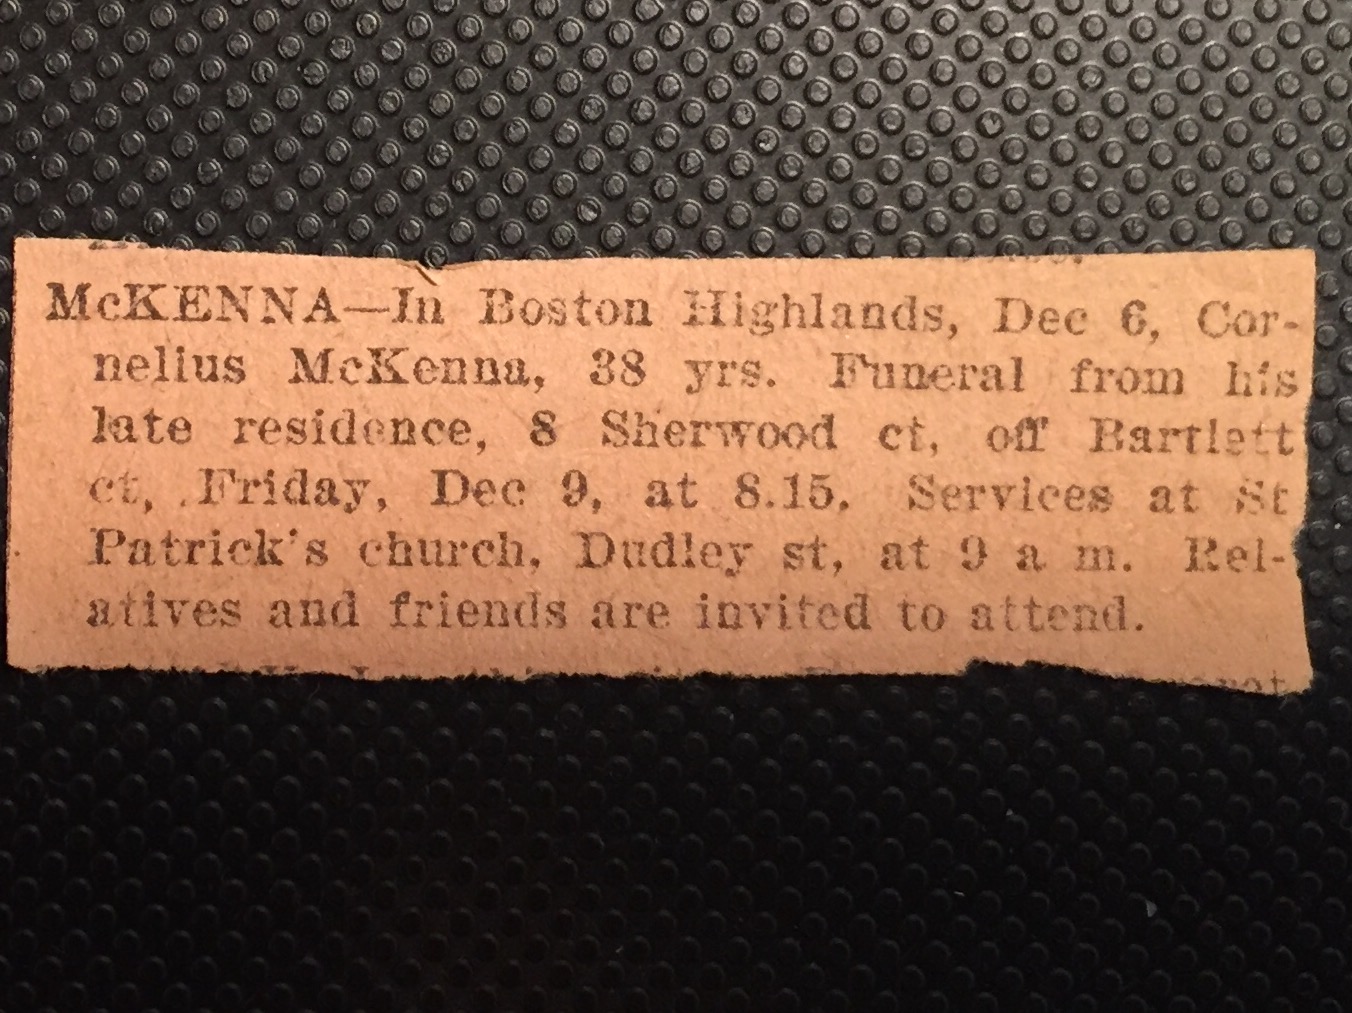 McKENNA—In Boston Highlands, Dec 6, Cor-
nelius McKenna, 38 yrs. Funeral from his
late residence, 8 Sherwood ct, off Bartlett
ct, Friday, Dec 9, at 8.15. Services at St
Patrick's church, Dudley st, at 9 a m. Rel-
atives and friends are invited to attend.